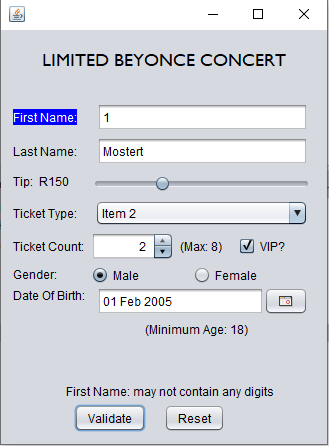 LIMITED BEYONCE CONCERT
First Name: 1
Last Name: Mostert
Tip: R150
Ticket Type: Item 2
Ticket Count: 2 (Max: 8) VIP?
Gender: Male Female
Date Of Birth: 01 Feb 2005
(Minimum Age: 18)
First Name: may not contain any digits
Validate Reset